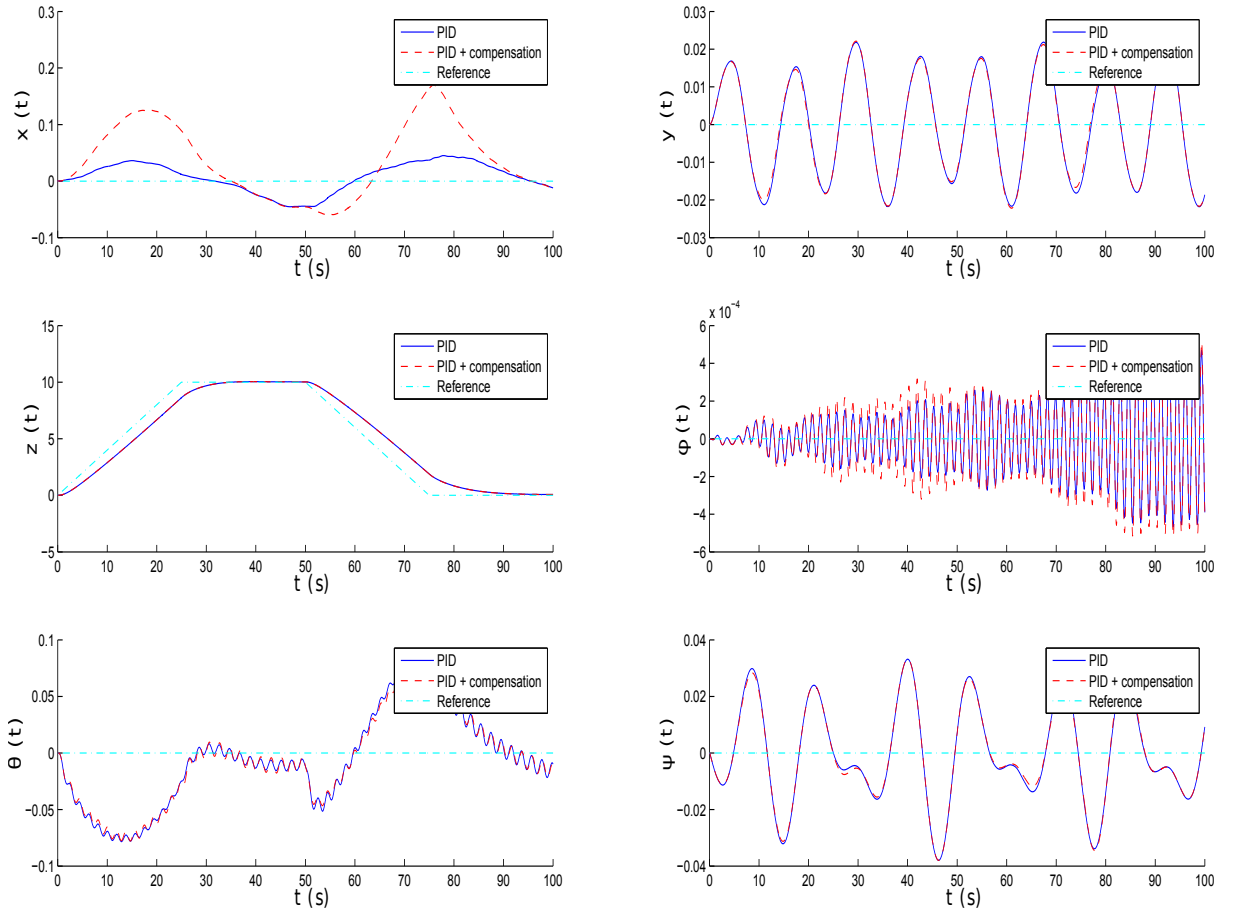 0.3
0.2
0.1
0
−0.1
x (t)
0 10 20 30 40 50 60 70 80 90 100
t (s)
PID
PID + compensation
Reference
0.03
0.02
0.01
0
−0.01
−0.02
−0.03
y (t)
0 10 20 30 40 50 60 70 80 90 100
t (s)
PID
PID + compensation
Reference
15
10
5
0
−5
z (t)
0 10 20 30 40 50 60 70 80 90 100
t (s)
PID
PID + compensation
Reference
x 10⁻⁴
6
4
2
0
−2
−4
−6
φ (t)
0 10 20 30 40 50 60 70 80 90 100
t (s)
PID
PID + compensation
Reference
0.1
0.05
0
−0.05
−0.1
θ (t)
0 10 20 30 40 50 60 70 80 90 100
t (s)
PID
PID + compensation
Reference
0.04
0.02
0
−0.02
−0.04
ψ (t)
0 10 20 30 40 50 60 70 80 90 100
t (s)
PID
PID + compensation
Reference